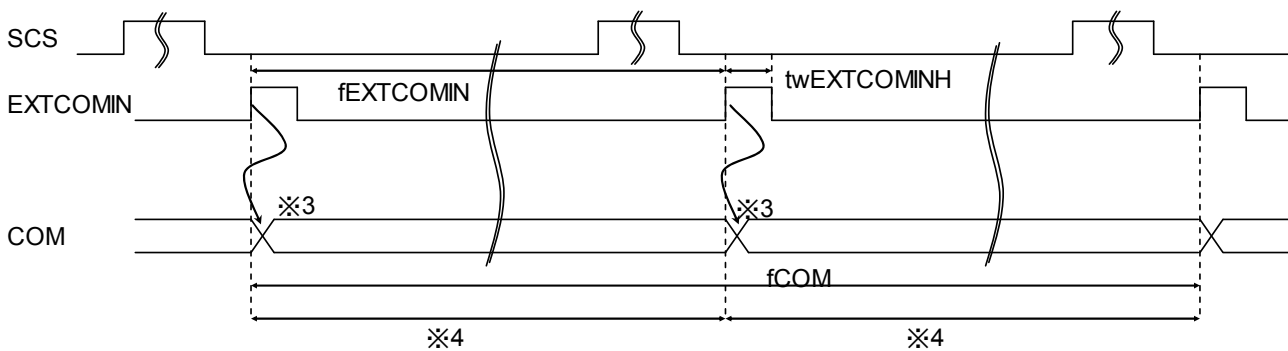 SCS
fEXTCOMIN
twEXTCOMINH
EXTCOMIN
※3
※3
COM
fCOM
※4
※4